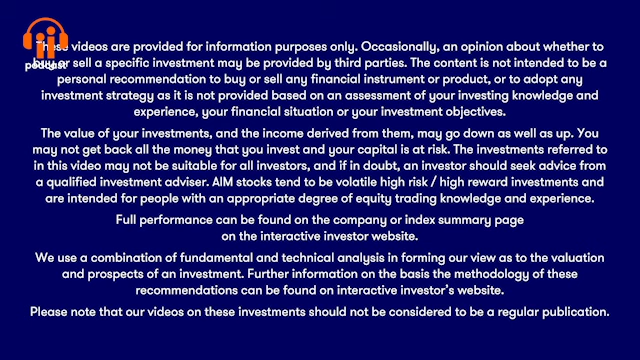 ii
podcast
These videos are provided for information purposes only. Occasionally, an opinion about whether to
buy or sell a specific investment may be provided by third parties. The content is not intended to be a
personal recommendation to buy or sell any financial instrument or product, or to adopt any
investment strategy as it is not provided based on an assessment of your investing knowledge and
experience, your financial situation or your investment objectives.
The value of your investments, and the income derived from them, may go down as well as up. You
may not get back all the money that you invest and your capital is at risk. The investments referred to
in this video may not be suitable for all investors, and if in doubt, an investor should seek advice from
a qualified investment adviser. AIM stocks tend to be volatile high risk / high reward investments and
are intended for people with an appropriate degree of equity trading knowledge and experience.
Full performance can be found on the company or index summary page
on the interactive investor website.
We use a combination of fundamental and technical analysis in forming our view as to the valuation
and prospects of an investment. Further information on the basis the methodology of these
recommendations can be found on interactive investor's website.
Please note that our videos on these investments should not be considered to be a regular publication.